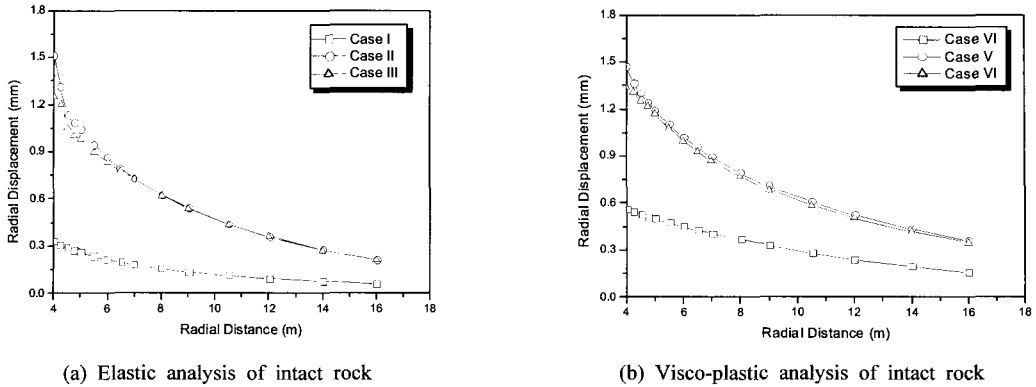 1.8
1.5
1.2
0.9
0.6
0.3
0.0
Radial Displacement (mm)
4 6 8 10 12 14 16 18
Radial Distance (m)
Case I
Case II
Case III
(a) Elastic analysis of intact rock
1.8
1.5
1.2
0.9
0.6
0.3
0.0
Radial Displacement (mm)
4 6 8 10 12 14 16 18
Radial Distance (m)
Case VI
Case V
Case VI
(b) Visco-plastic analysis of intact rock